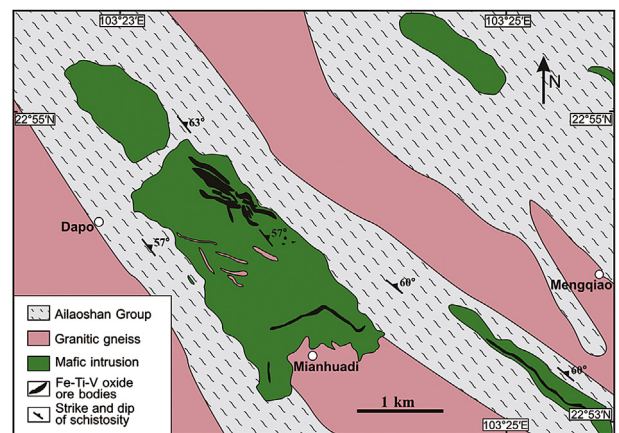 103°23′E
103°25′E
N
22°55′N
22°55′N
63°
Dapo
57°
57°
60°
Mengqiao
Ailaoshan Group
Granitic gneiss
Mafic intrusion
Fe-Ti-V oxide
ore bodies
Strike and dip
of schistosity
Mianhuadi
60°
1 km
22°53′N
103°25′E